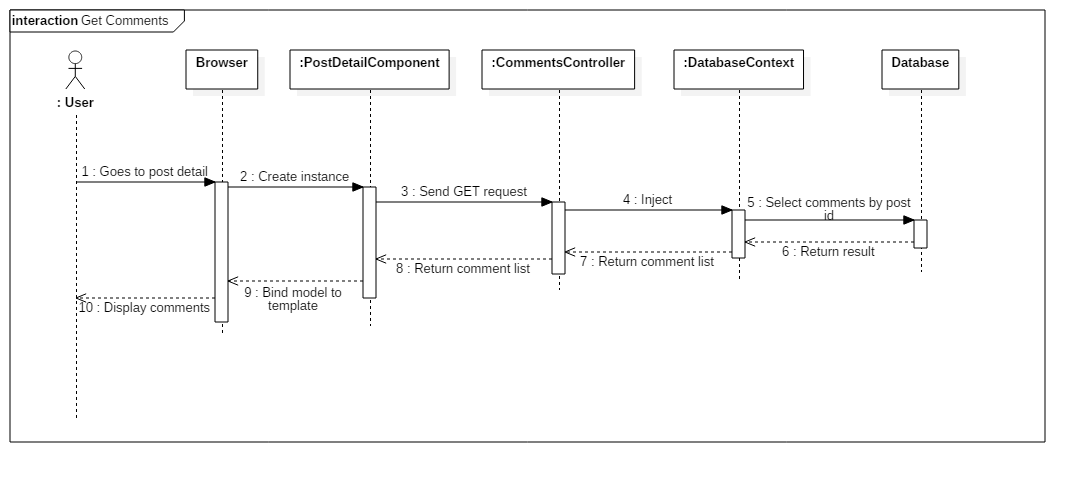 interaction Get Comments
: User
Browser
:PostDetailComponent
:CommentsController
:DatabaseContext
Database
1 : Goes to post detail
2 : Create instance
3 : Send GET request
4 : Inject
5 : Select comments by post
id
6 : Return result
7 : Return comment list
8 : Return comment list
9 : Bind model to
template
10 : Display comments